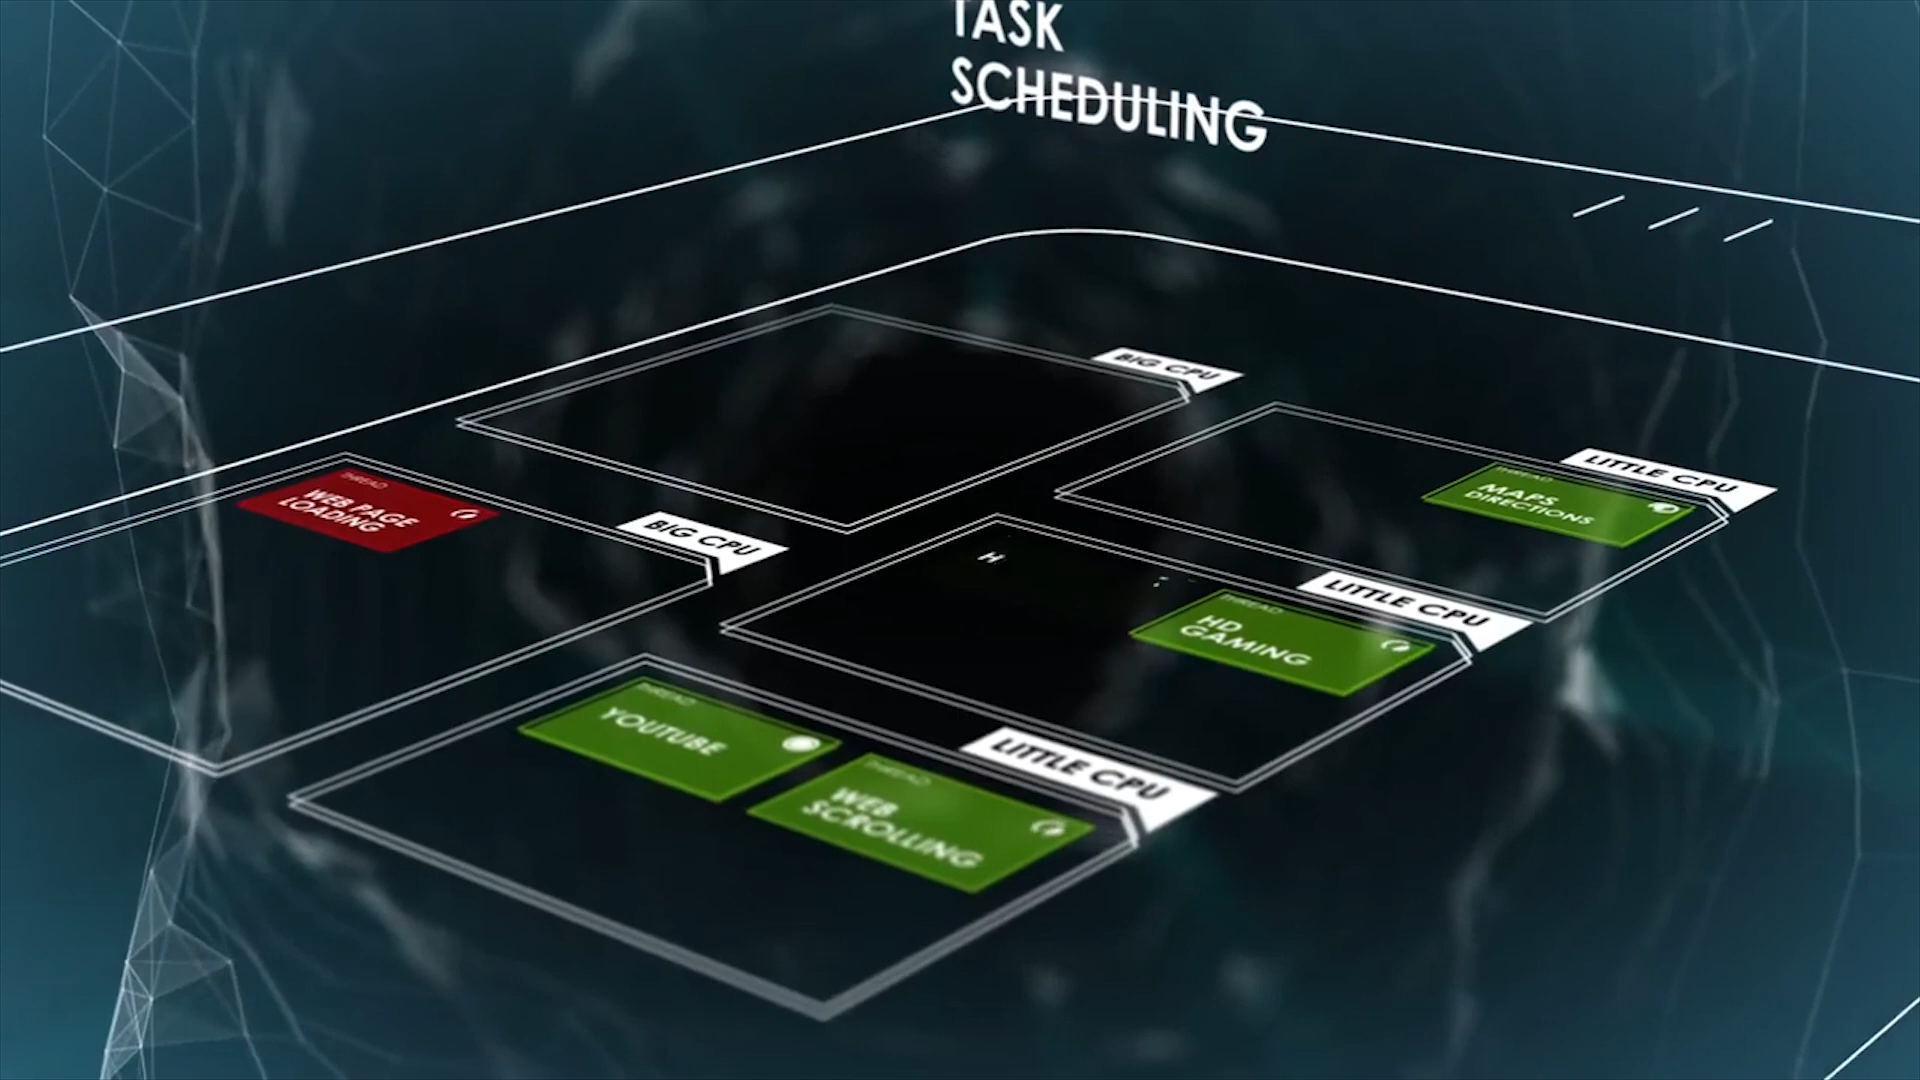 TASK
SCHEDULING
BIG CPU
LITTLE CPU
THREAD
MAPS
DIRECTIONS
THREAD
WEB PAGE
LOADING
BIG CPU
H
LITTLE CPU
THREAD
HD
GAMING
THREAD
YOUTUBE
LITTLE CPU
THREAD
WEB
SCROLLING